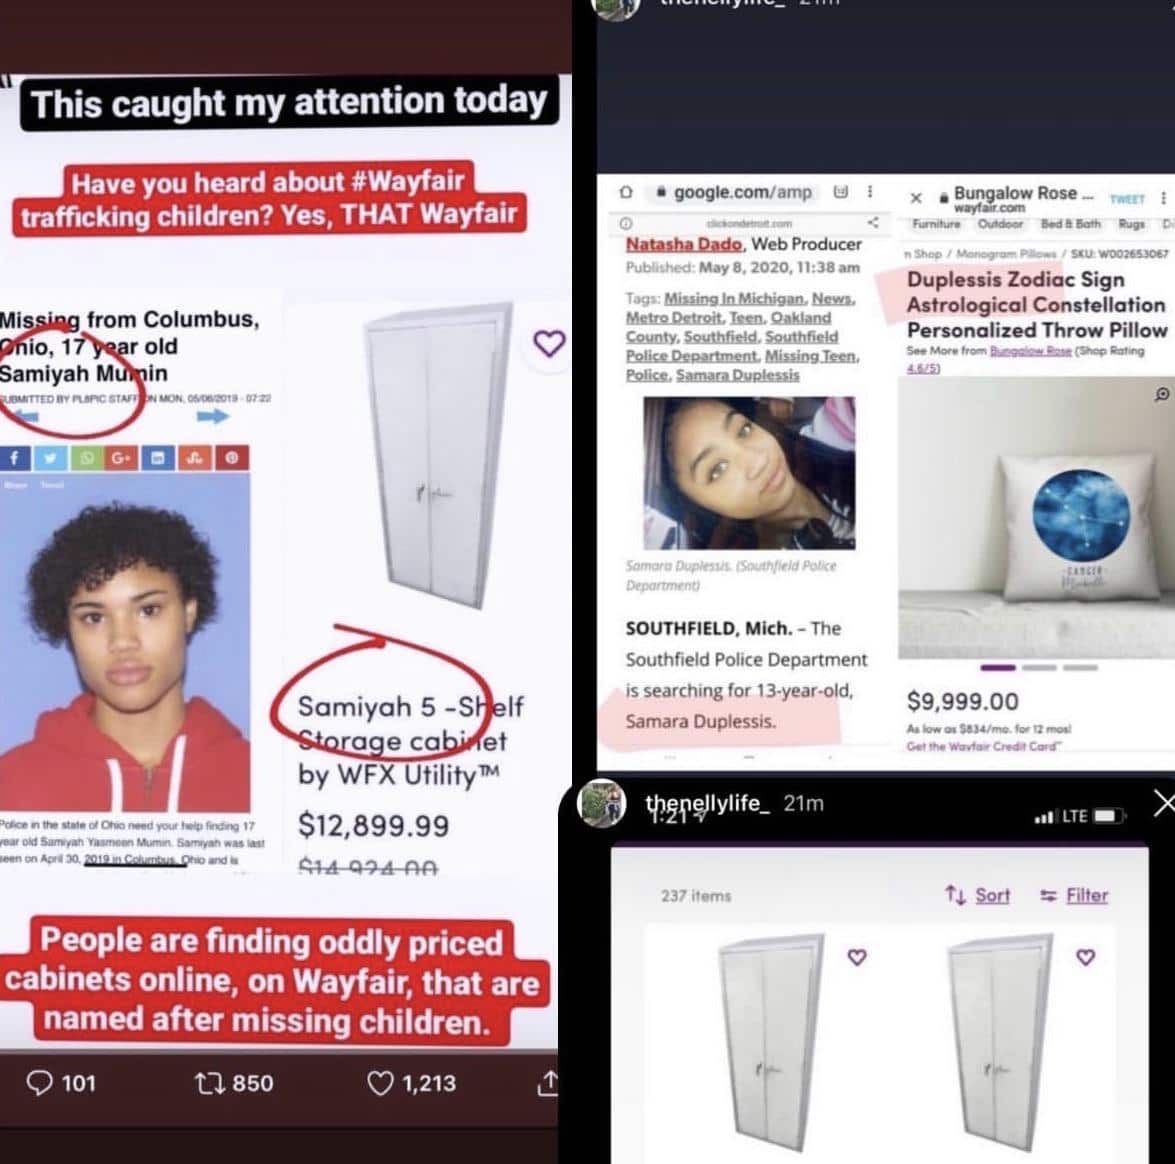 This caught my attention today
Have you heard about #Wayfair
trafficking children? Yes, THAT Wayfair
Missing from Columbus,
Ohio, 17 year old
Samiyah Mumin
SUBMITTED BY PLBPIC STAFF ON MON, 05/06/2019 - 07:22
Share Tweet
Police in the state of Ohio need your help finding 17
year old Samiyah Yasmeen Mumin. Samiyah was last
seen on April 30, 2019 in Columbus, Ohio and is
Samiyah 5 -Shelf
Storage cabinet
by WFX Utility™
$12,899.99
$14,924.00
People are finding oddly priced
cabinets online, on Wayfair, that are
named after missing children.
101
850
1,213
thenellylife_ 21m
google.com/amp
clickondetroit.com
Natasha Dado, Web Producer
Published: May 8, 2020, 11:38 am
Tags: Missing In Michigan, News,
Metro Detroit, Teen, Oakland
County, Southfield, Southfield
Police Department, Missing Teen,
Police, Samara Duplessis
Samara Duplessis. (Southfield Police
Department)
SOUTHFIELD, Mich. – The
Southfield Police Department
is searching for 13-year-old,
Samara Duplessis.
Bungalow Rose ...
wayfair.com
TWEET
Furniture Outdoor Bed & Bath Rugs
n Shop / Monogram Pillows / SKU: W002653067
Duplessis Zodiac Sign
Astrological Constellation
Personalized Throw Pillow
See More from Bungalow Rose (Shop Rating
4.6/5)
CANCER
Michelle
$9,999.00
As low as $834/mo. for 12 mos!
Get the Wayfair Credit Card
thenellylife_ 21m
1:21
LTE
237 items
Sort
Filter